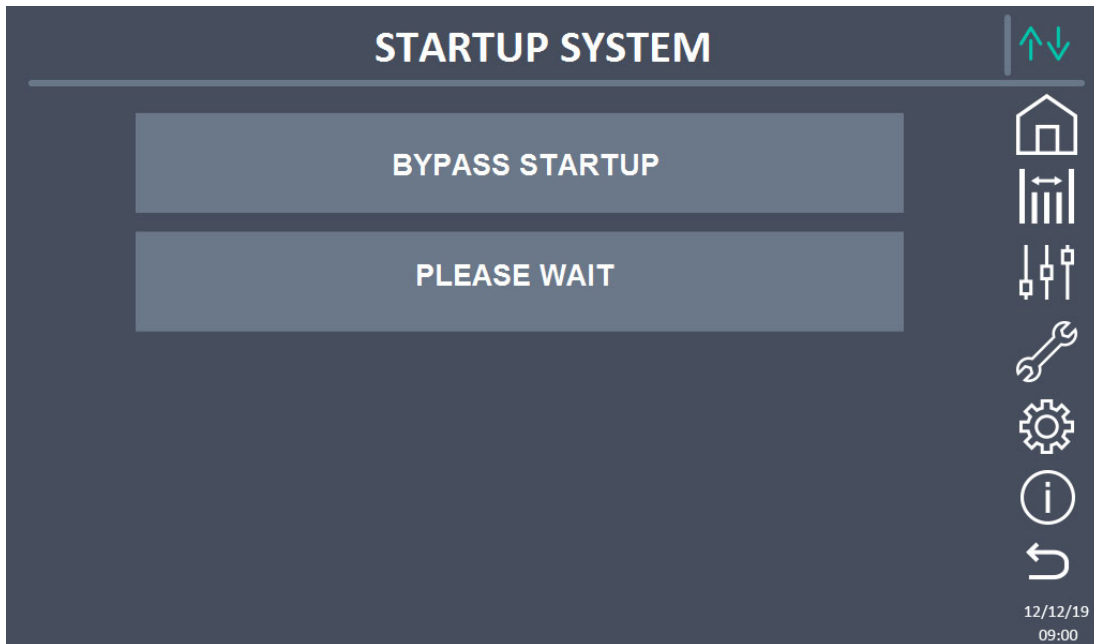 STARTUP SYSTEM
BYPASS STARTUP
PLEASE WAIT
i
12/12/19
09:00